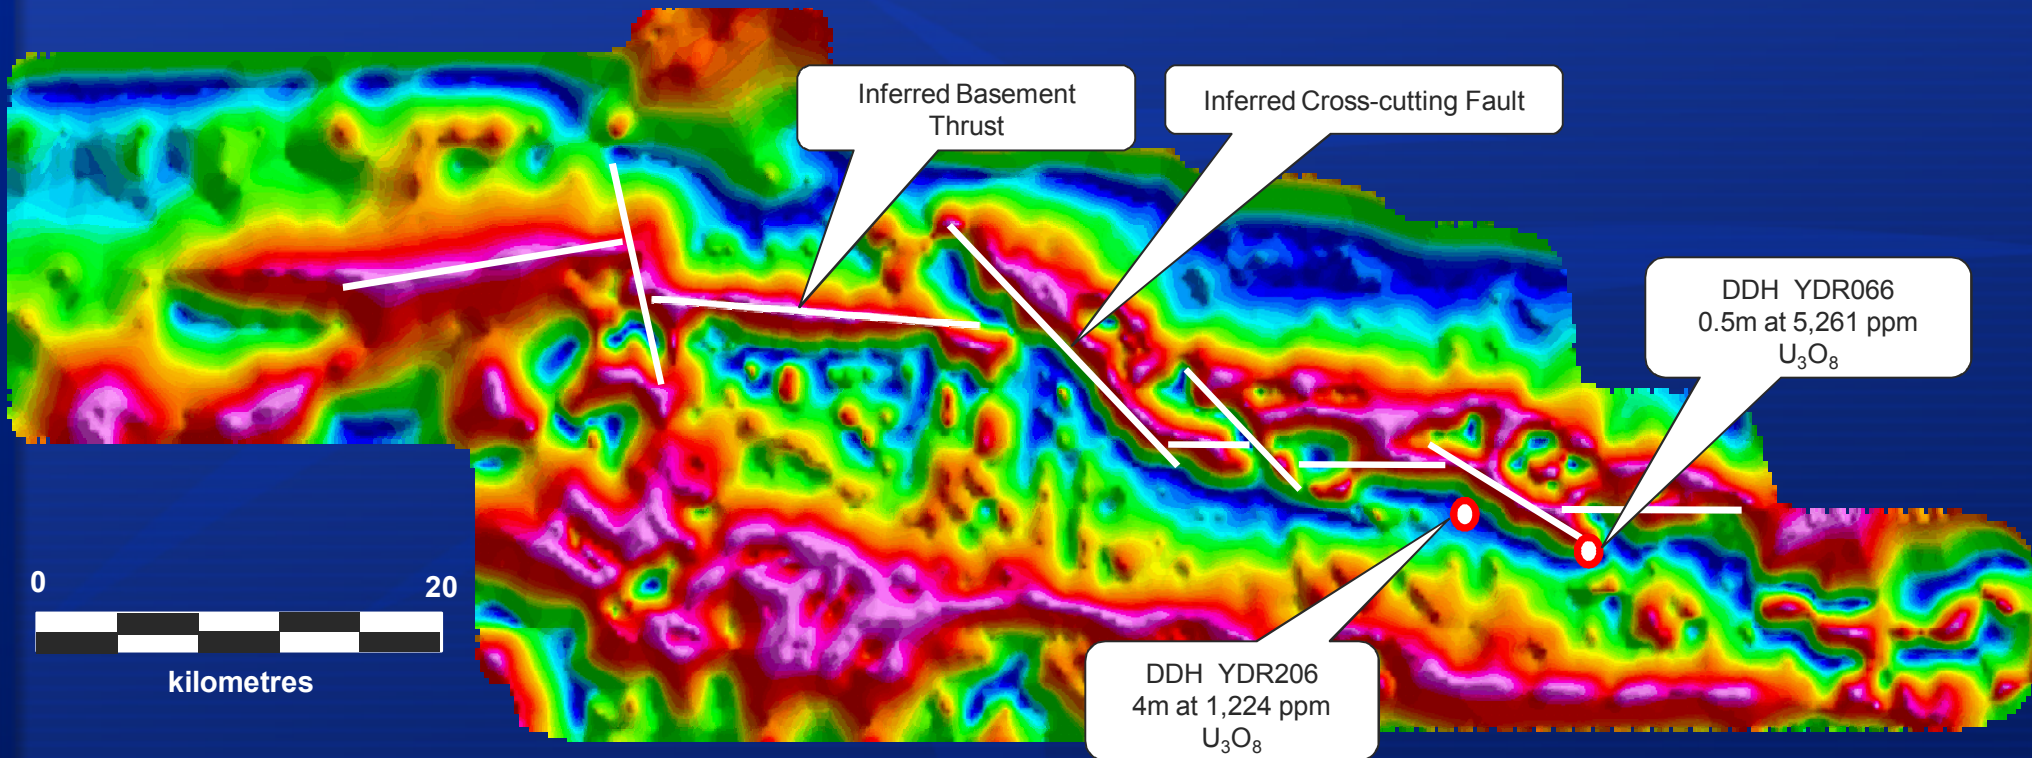 Inferred Basement
Thrust
Inferred Cross-cutting Fault
DDH YDR066
0.5m at 5,261 ppm
U₃O₈
0 20
kilometres
DDH YDR206
4m at 1,224 ppm
U₃O₈